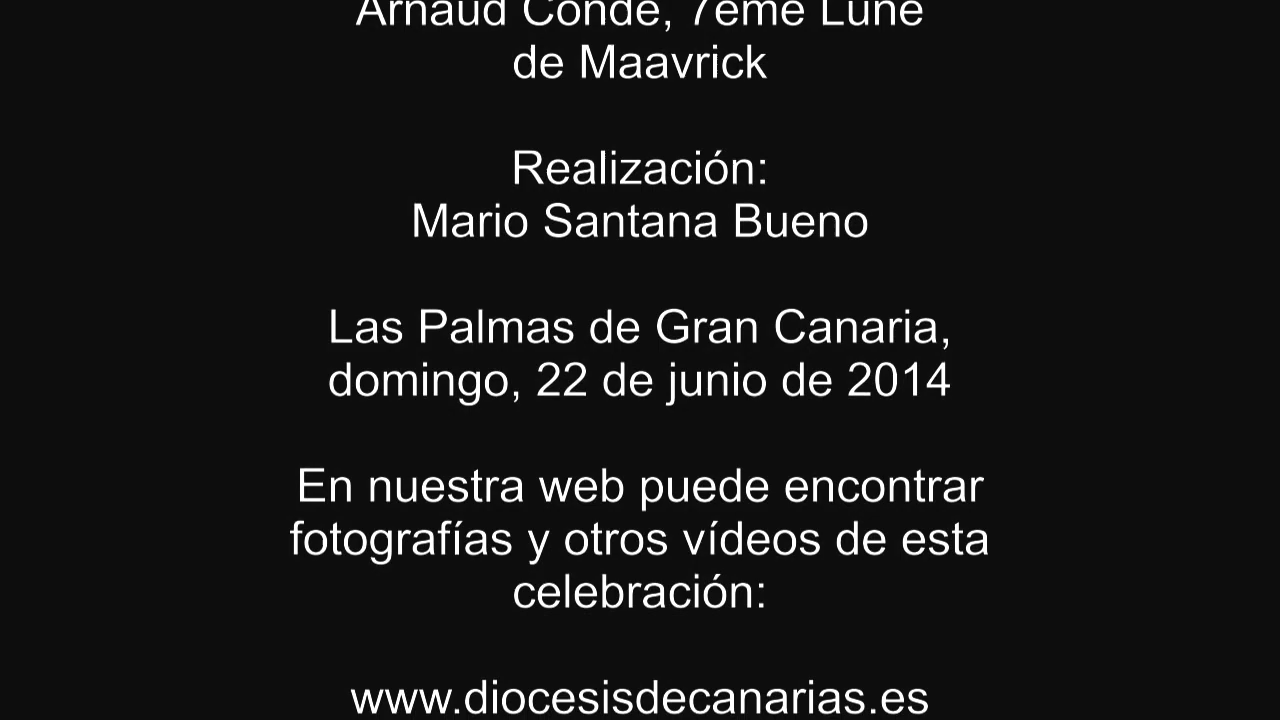 Arnaud Conde, 7ème Lune
de Maavrick
Realización:
Mario Santana Bueno
Las Palmas de Gran Canaria,
domingo, 22 de junio de 2014
En nuestra web puede encontrar
fotografías y otros vídeos de esta
celebración:
www.diocesisdecanarias.es